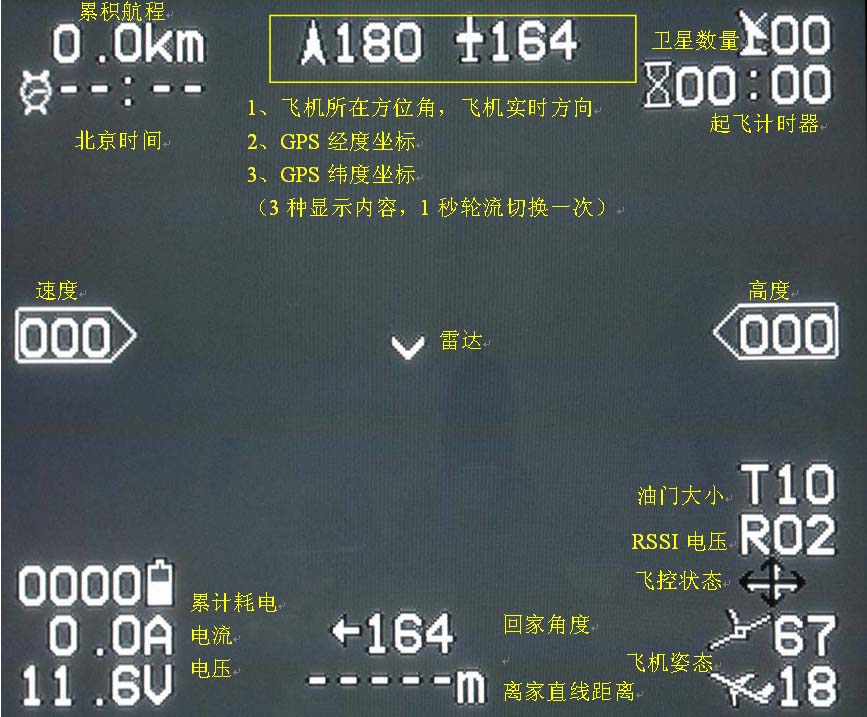 累积航程
0.0km
180 164
卫星数量 00
--:--
00:00
北京时间
起飞计时器
1、飞机所在方位角，飞机实时方向
2、GPS 经度坐标
3、GPS 纬度坐标
（3 种显示内容，1 秒轮流切换一次）
速度
高度
000
雷达
000
油门大小 T10
RSSI 电压 R02
飞控状态
0000 累计耗电
0.0A 电流
←164 回家角度
67
飞机姿态
11.6V 电压
-----m 离家直线距离
18